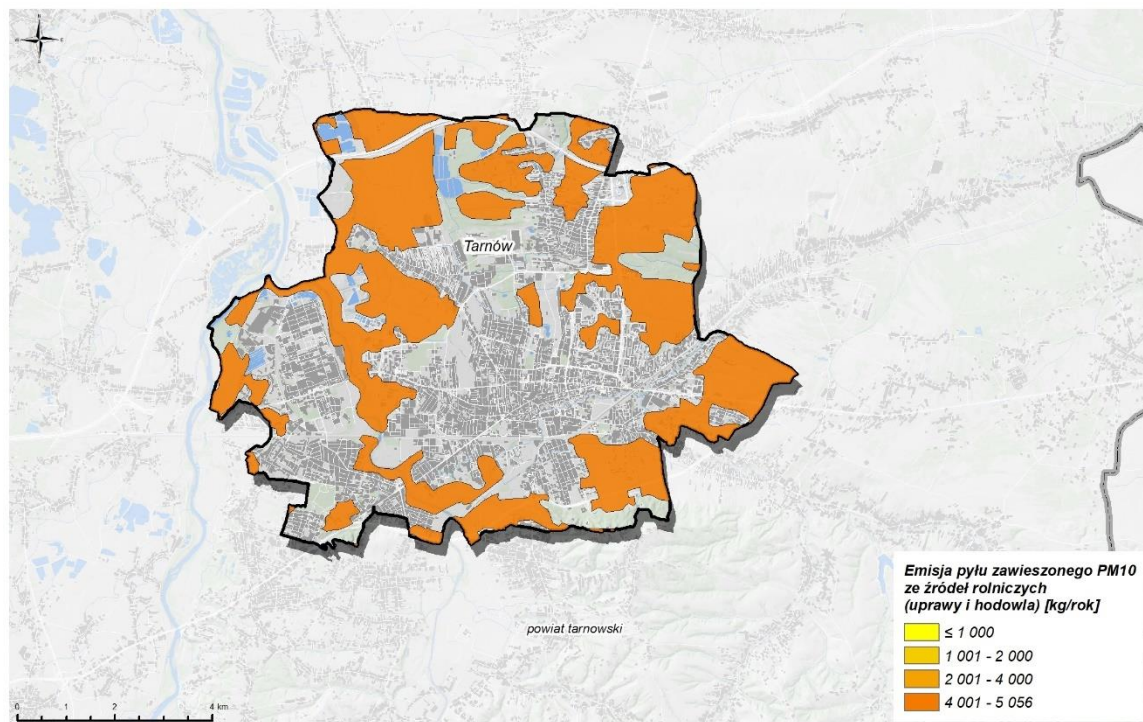 Tarnów
powiat tarnowski
Emisja pyłu zawieszonego PM10
ze źródeł rolniczych
(uprawy i hodowla) [kg/rok]
≤ 1 000
1 001 - 2 000
2 001 - 4 000
4 001 - 5 056
0 1 2 4 km